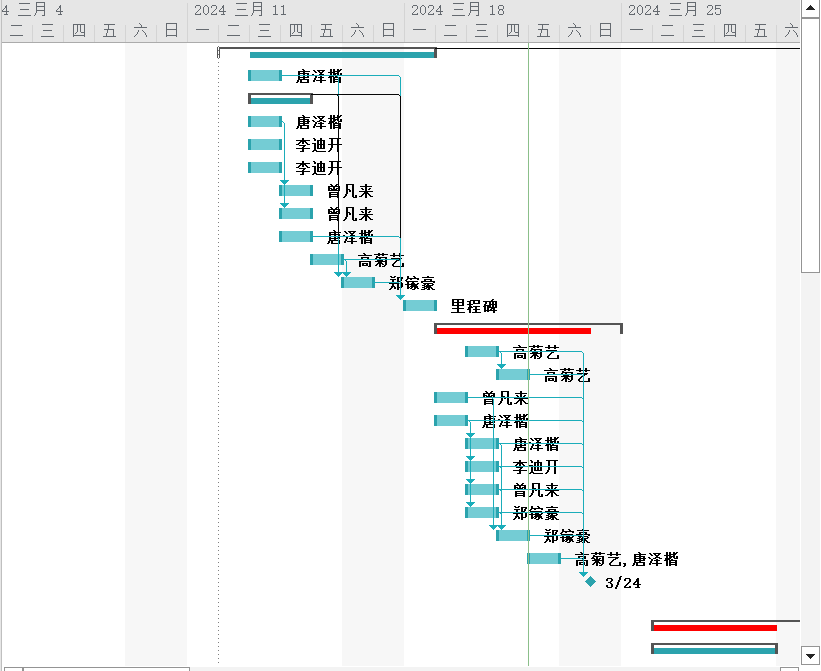 4 三月 4 2024 三月 11 2024 三月 18 2024 三月 25
二 三 四 五 六 日 一 二 三 四 五 六 日 一 二 三 四 五 六 日 一 二 三 四 五 六
唐泽楷
唐泽楷
李迪开
李迪开
曾凡来
曾凡来
唐泽楷
高菊艺
郑镓豪
里程碑
高菊艺
高菊艺
曾凡来
唐泽楷
唐泽楷
李迪开
曾凡来
郑镓豪
郑镓豪
高菊艺,唐泽楷
3/24